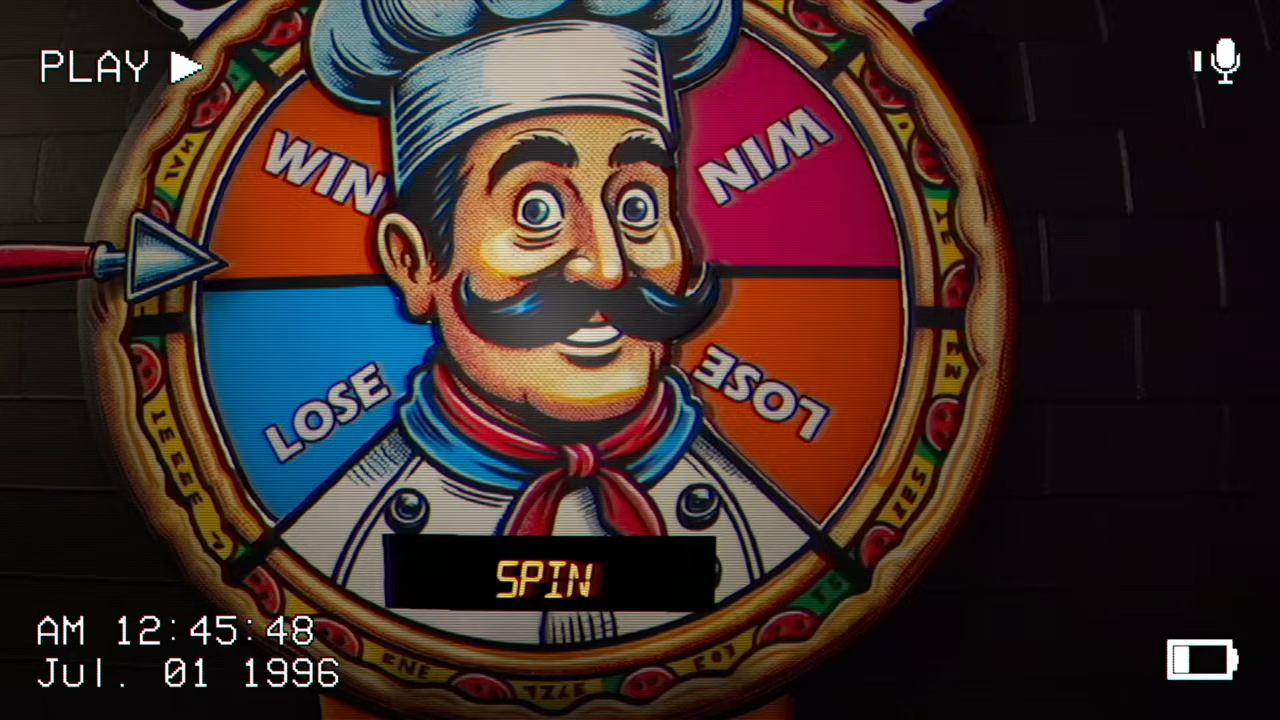 PLAY
WIN
WIN
LOSE
LOSE
SPIN
AM 12:45:48
Jul. 01 1996